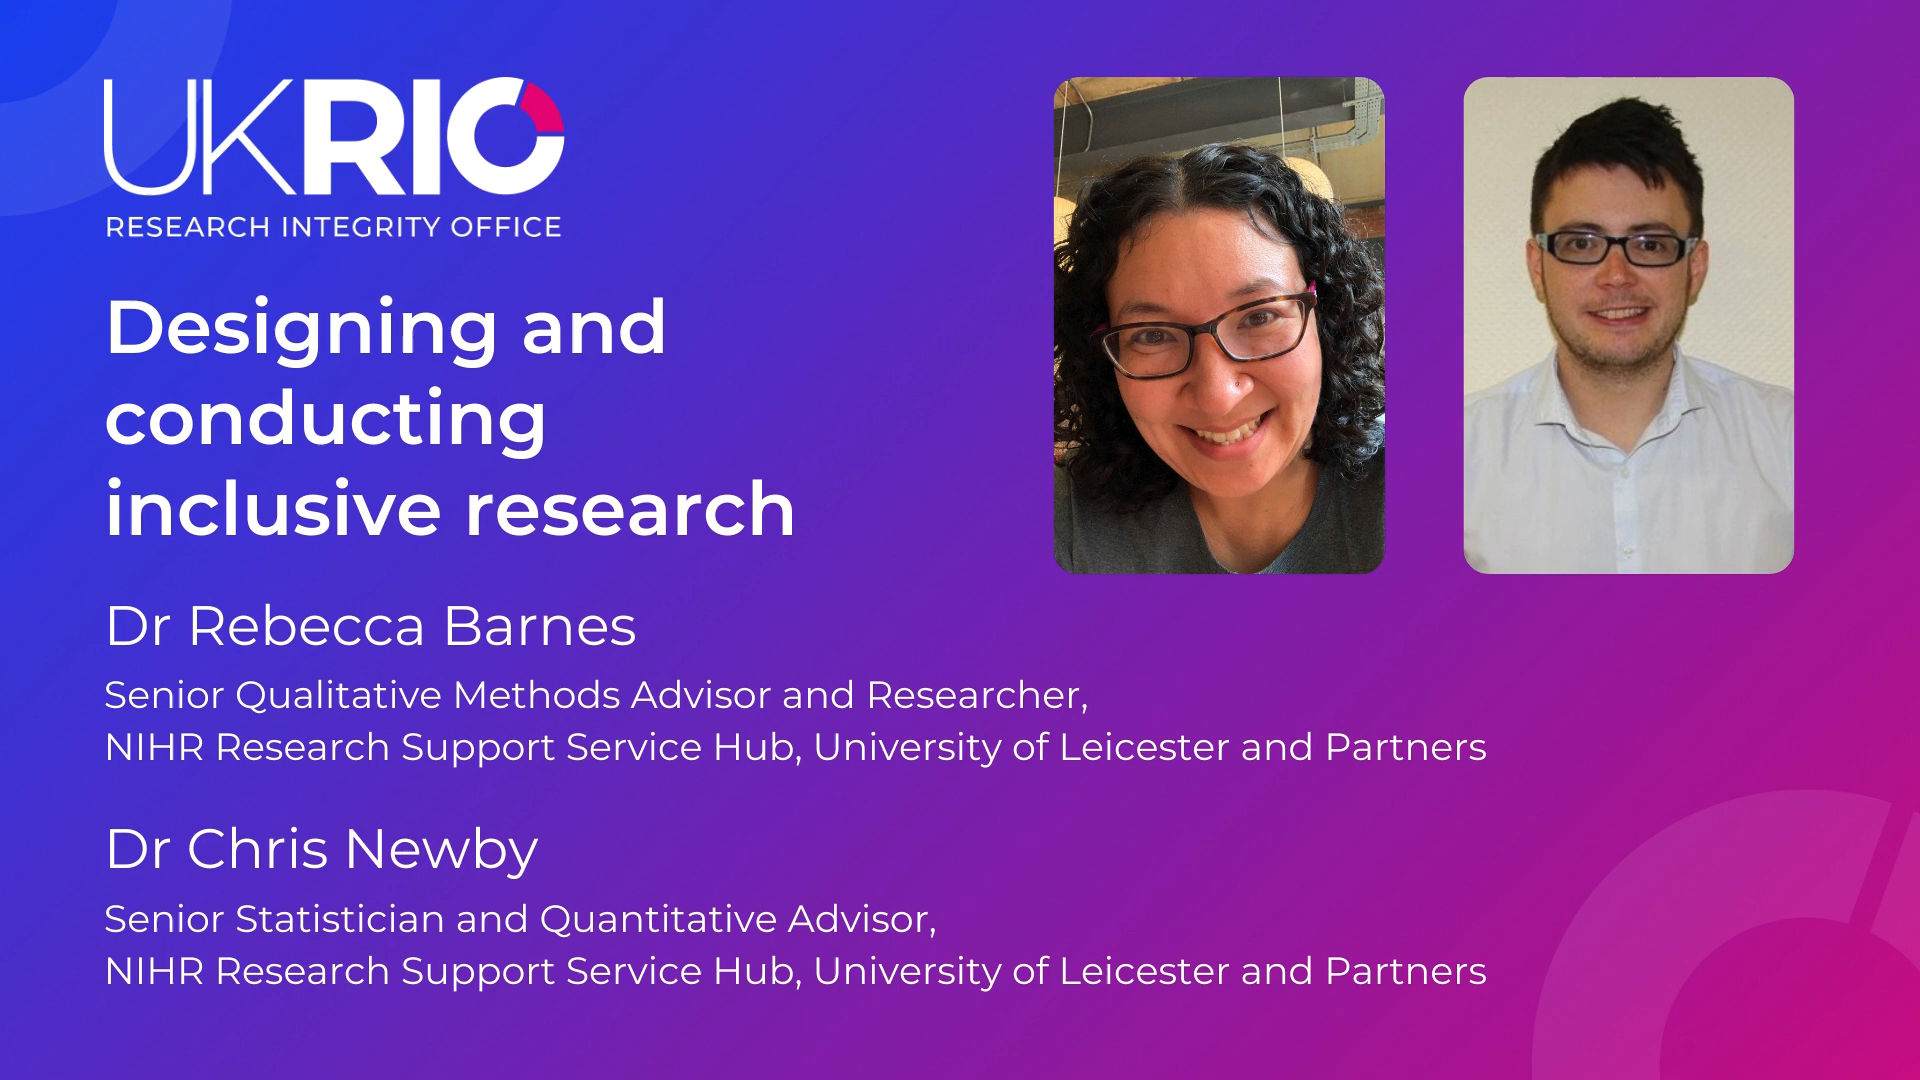 UKRIO
RESEARCH INTEGRITY OFFICE
Designing and
conducting
inclusive research
Dr Rebecca Barnes
Senior Qualitative Methods Advisor and Researcher,
NIHR Research Support Service Hub, University of Leicester and Partners
Dr Chris Newby
Senior Statistician and Quantitative Advisor,
NIHR Research Support Service Hub, University of Leicester and Partners